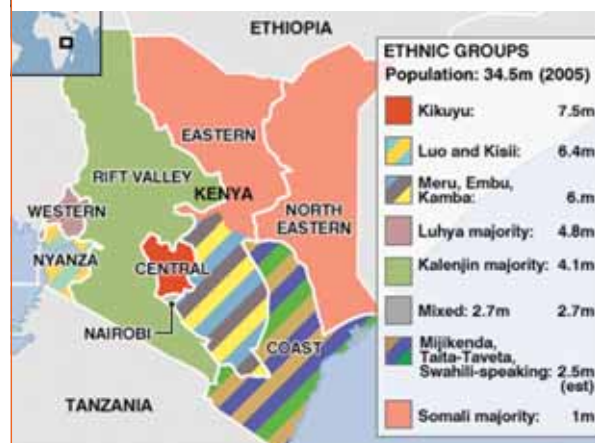 ETHIOPIA
EASTERN
RIFT VALLEY
KENYA
WESTERN
NORTH
EASTERN
NYANZA
CENTRAL
NAIROBI
COAST
TANZANIA
ETHNIC GROUPS
Population: 34.5m (2005)
Kikuyu: 7.5m
Luo and Kisii: 6.4m
Meru, Embu,
Kamba: 6.m
Luhya majority: 4.8m
Kalenjin majority: 4.1m
Mixed: 2.7m 2.7m
Mijikenda,
Taita-Taveta,
Swahili-speaking: 2.5m
(est)
Somali majority: 1m